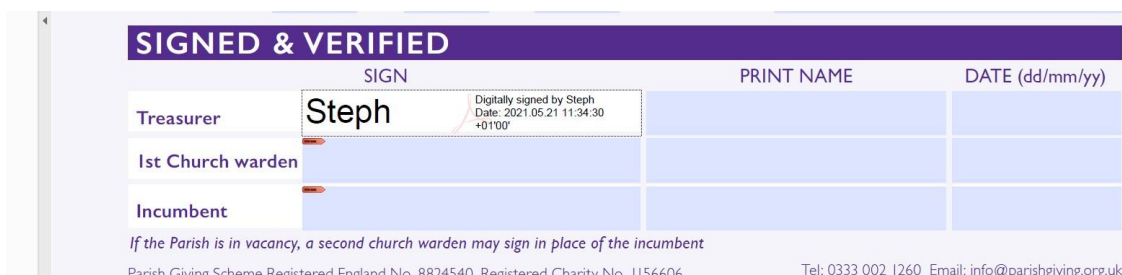 SIGNED & VERIFIED
SIGN PRINT NAME DATE (dd/mm/yy)
Treasurer Steph Digitally signed by Steph
Date: 2021.05.21 11:34:30
+01'00'
1st Church warden
Incumbent
If the Parish is in vacancy, a second church warden may sign in place of the incumbent
Parish Giving Scheme Registered England No. 8824540. Registered Charity No. 1156606 Tel: 0333 002 1260 Email: info@parishgiving.org.uk